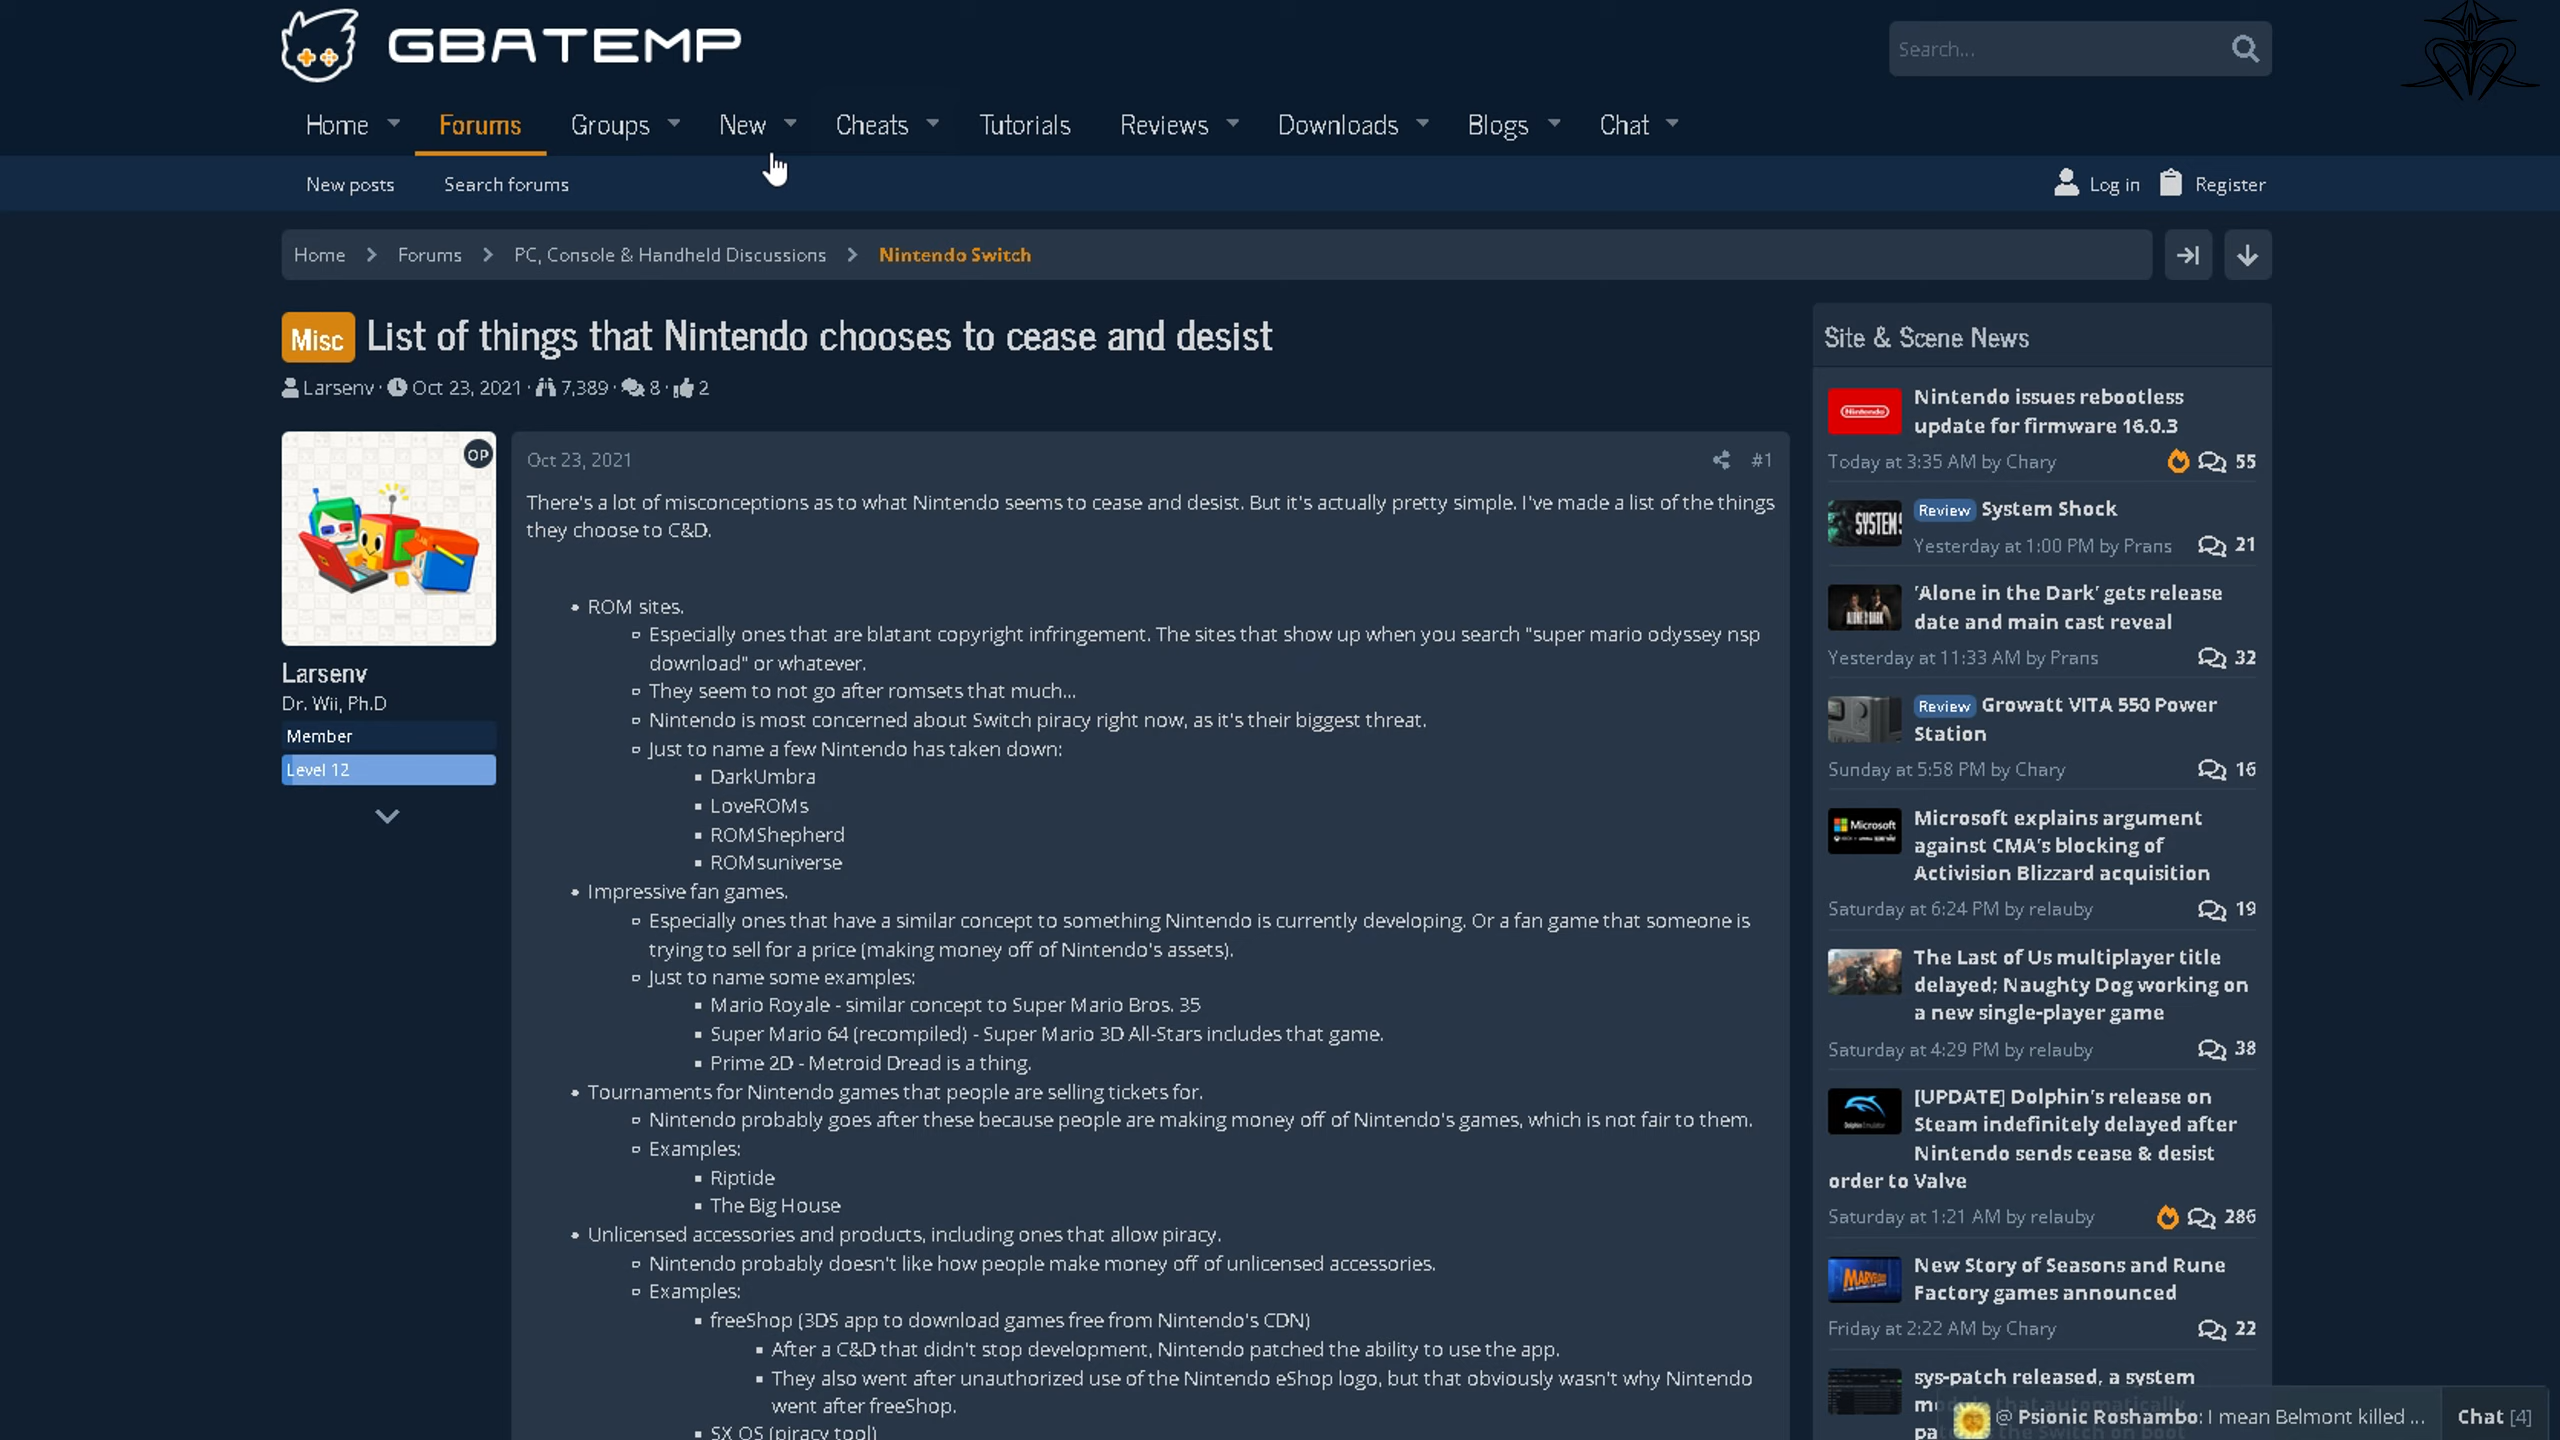 GBATEMP
Search...
Home Forums Groups New Cheats Tutorials Reviews Downloads Blogs Chat
New posts Search forums
Log in Register
Home Forums PC, Console & Handheld Discussions Nintendo Switch
Misc List of things that Nintendo chooses to cease and desist
Larsenv · Oct 23, 2021 · 7,389 · 8 · 2
OP
Larsenv
Dr. Wii, Ph.D
Member
Level 12
Oct 23, 2021 #1
There's a lot of misconceptions as to what Nintendo seems to cease and desist. But it's actually pretty simple. I've made a list of the things
they choose to C&D.
• ROM sites.
Especially ones that are blatant copyright infringement. The sites that show up when you search "super mario odyssey nsp
download" or whatever.
They seem to not go after romsets that much...
Nintendo is most concerned about Switch piracy right now, as it's their biggest threat.
Just to name a few Nintendo has taken down:
▪ DarkUmbra
▪ LoveROMs
▪ ROMShepherd
▪ ROMsuniverse
• Impressive fan games.
Especially ones that have a similar concept to something Nintendo is currently developing. Or a fan game that someone is
trying to sell for a price (making money off of Nintendo's assets).
Just to name some examples:
▪ Mario Royale - similar concept to Super Mario Bros. 35
▪ Super Mario 64 (recompiled) - Super Mario 3D All-Stars includes that game.
▪ Prime 2D - Metroid Dread is a thing.
• Tournaments for Nintendo games that people are selling tickets for.
Nintendo probably goes after these because people are making money off of Nintendo's games, which is not fair to them.
Examples:
▪ Riptide
▪ The Big House
• Unlicensed accessories and products, including ones that allow piracy.
Nintendo probably doesn't like how people make money off of unlicensed accessories.
Examples:
▪ freeShop (3DS app to download games free from Nintendo's CDN)
▪ After a C&D that didn't stop development, Nintendo patched the ability to use the app.
▪ They also went after unauthorized use of the Nintendo eShop logo, but that obviously wasn't why Nintendo
went after freeShop.
▪ SX OS (piracy tool)
Site & Scene News
Nintendo
Nintendo issues rebootless
update for firmware 16.0.3
Today at 3:35 AM by Chary 55
SYSTEM
Review System Shock
Yesterday at 1:00 PM by Prans 21
'Alone in the Dark' gets release
date and main cast reveal
Yesterday at 11:33 AM by Prans 32
Review Growatt VITA 550 Power
Station
Sunday at 5:58 PM by Chary 16
Microsoft
Microsoft explains argument
against CMA's blocking of
Activision Blizzard acquisition
Saturday at 6:24 PM by relauby 19
The Last of Us multiplayer title
delayed; Naughty Dog working on
a new single-player game
Saturday at 4:29 PM by relauby 38
Dolphin Emulator
[UPDATE] Dolphin's release on
Steam indefinitely delayed after
Nintendo sends cease & desist
order to Valve
Saturday at 1:21 AM by relauby 286
New Story of Seasons and Rune
Factory games announced
Friday at 2:22 AM by Chary 22
sys-patch released, a system
@ Psionic Roshambo: I mean Belmont killed ...
Chat [4]